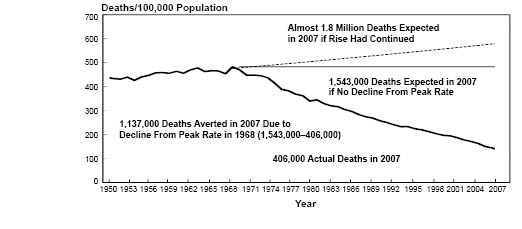 Deaths/100,000 Population
700
600
500
400
300
200
100
0
Almost 1.8 Million Deaths Expected
in 2007 if Rise Had Continued
1,543,000 Deaths Expected in 2007
if No Decline From Peak Rate
1,137,000 Deaths Averted in 2007 Due to
Decline From Peak Rate in 1968 (1,543,000–406,000)
406,000 Actual Deaths in 2007
1950 1953 1956 1959 1962 1965 1968 1971 1974 1977 1980 1983 1986 1989 1992 1995 1998 2001 2004 2007
Year